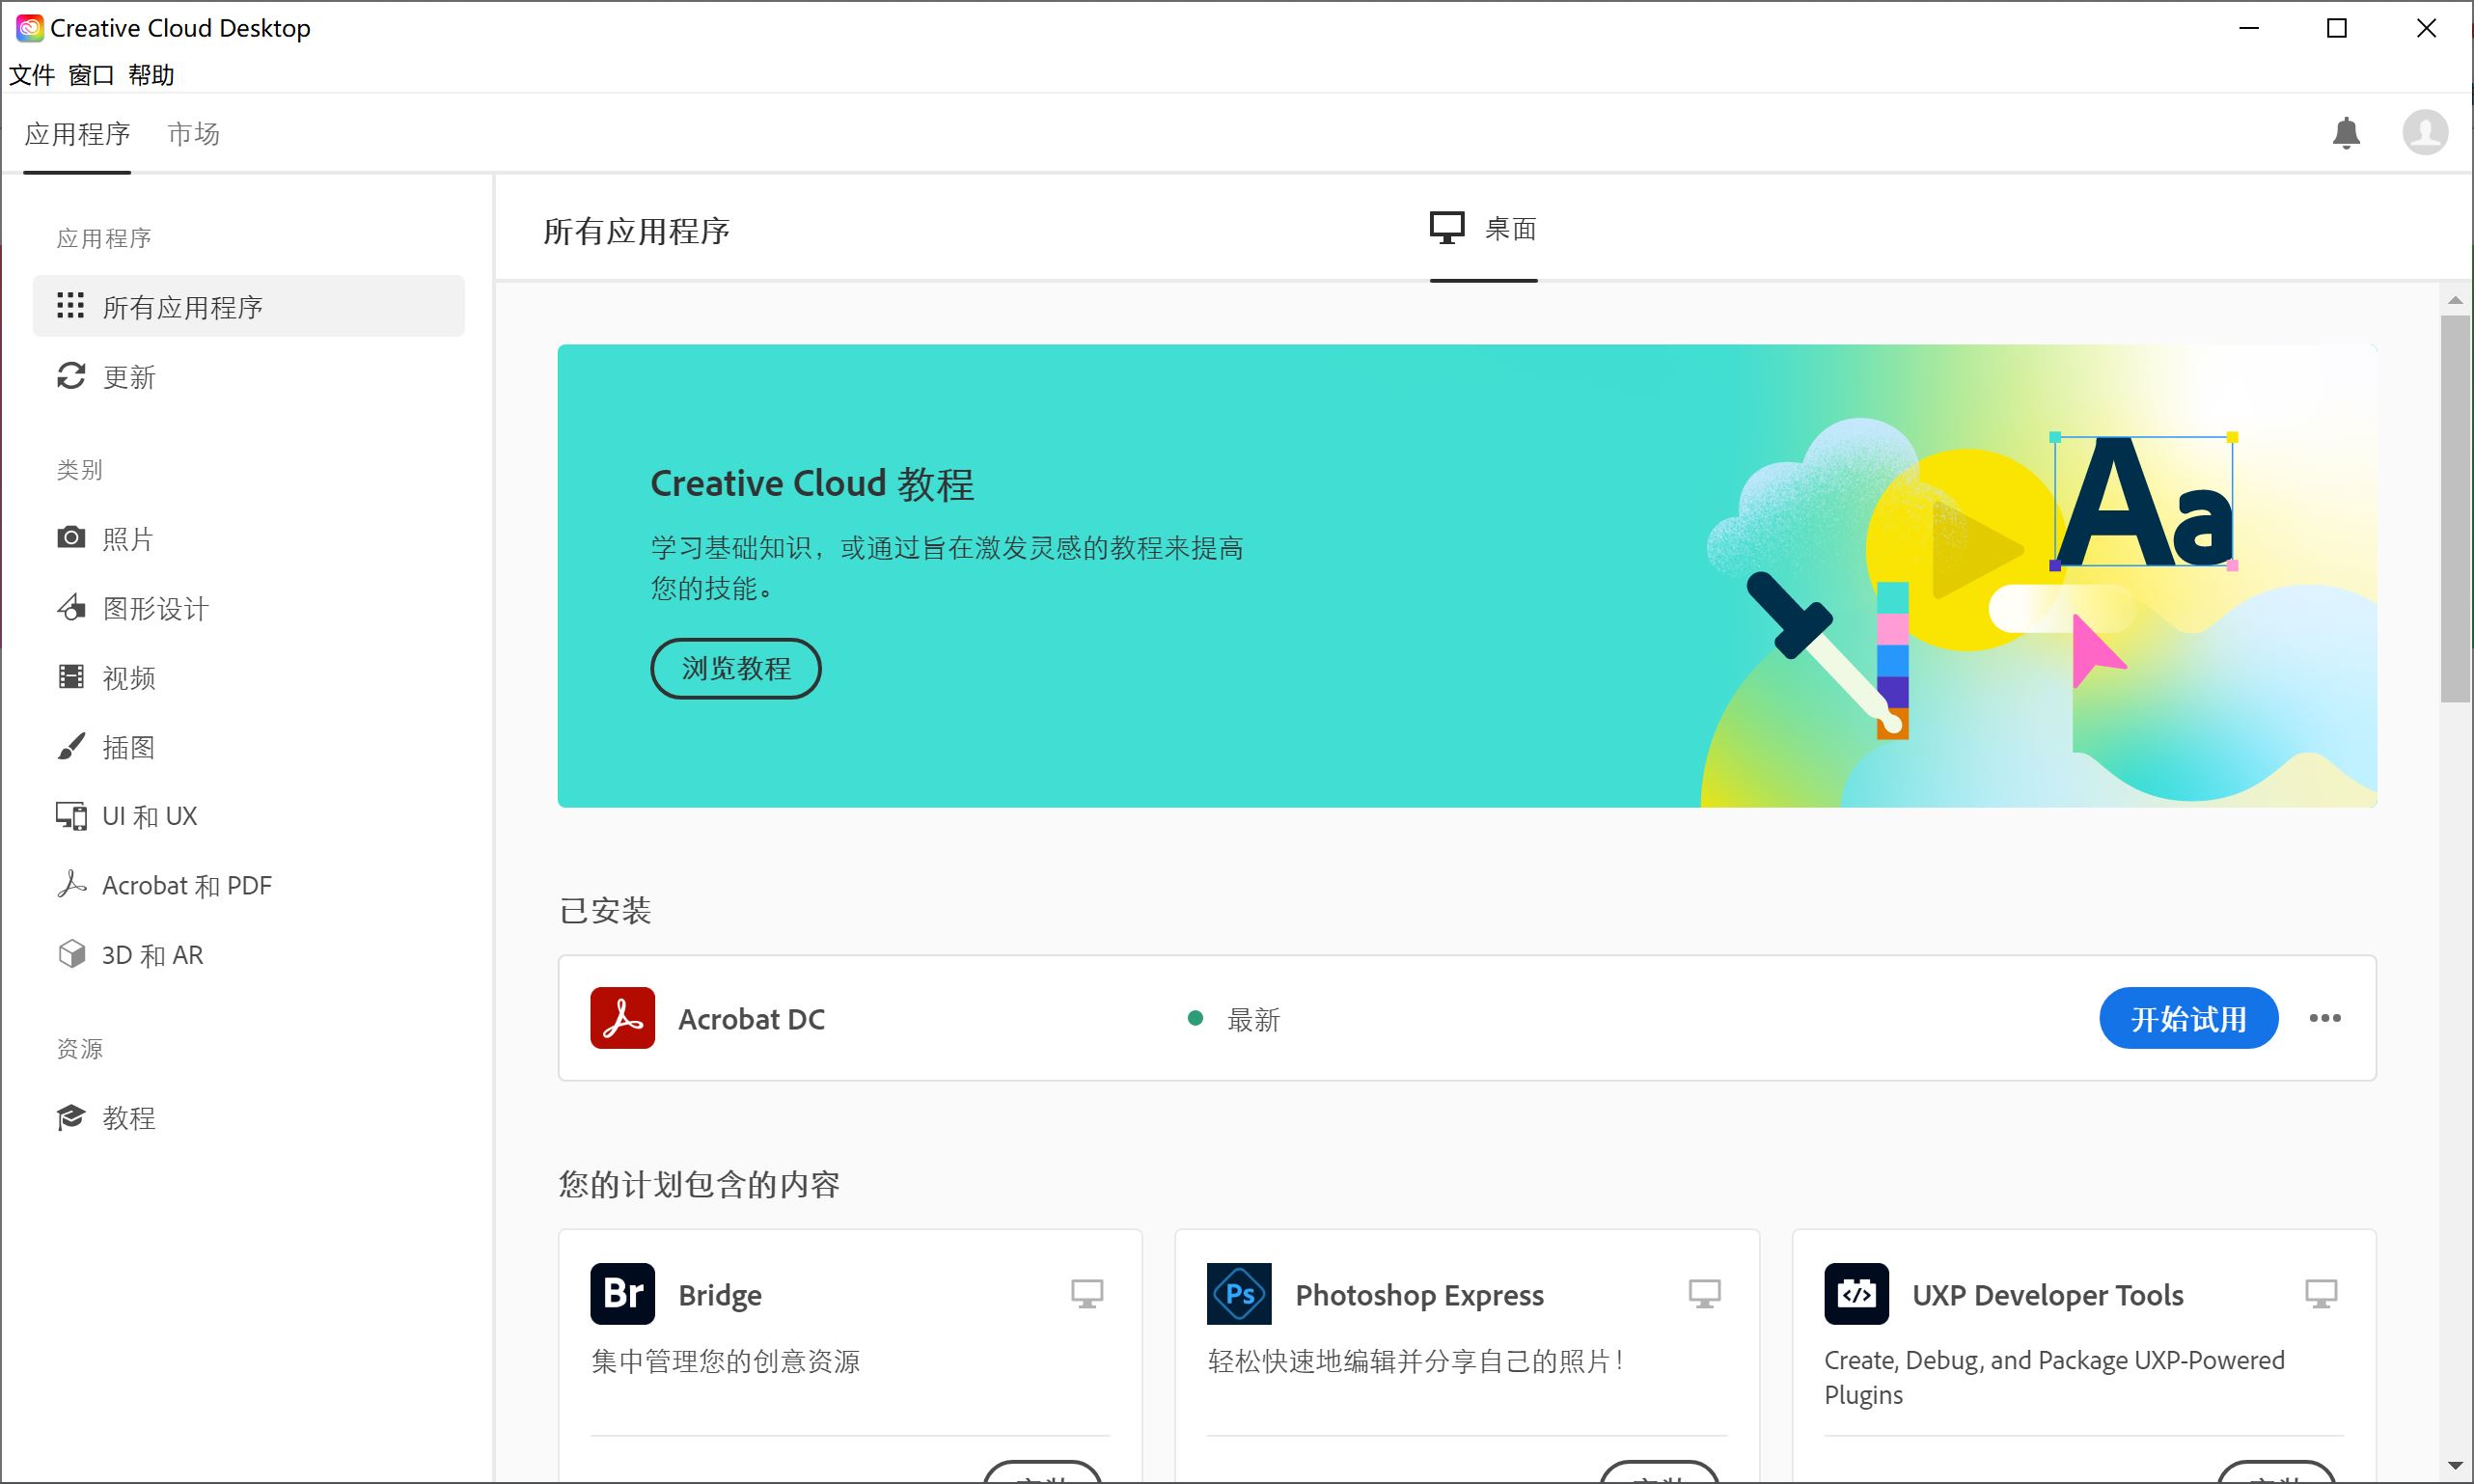 Creative Cloud Desktop
文件 窗口 帮助
应用程序 市场
应用程序
所有应用程序
更新
类别
照片
图形设计
视频
插图
UI 和 UX
Acrobat 和 PDF
3D 和 AR
资源
教程
所有应用程序
桌面
Creative Cloud 教程
学习基础知识，或通过旨在激发灵感的教程来提高
您的技能。
浏览教程
Aa
已安装
Acrobat DC
最新
开始试用
您的计划包含的内容
Br
Bridge
集中管理您的创意资源
Ps
Photoshop Express
轻松快速地编辑并分享自己的照片！
</>
UXP Developer Tools
Create, Debug, and Package UXP-Powered
Plugins